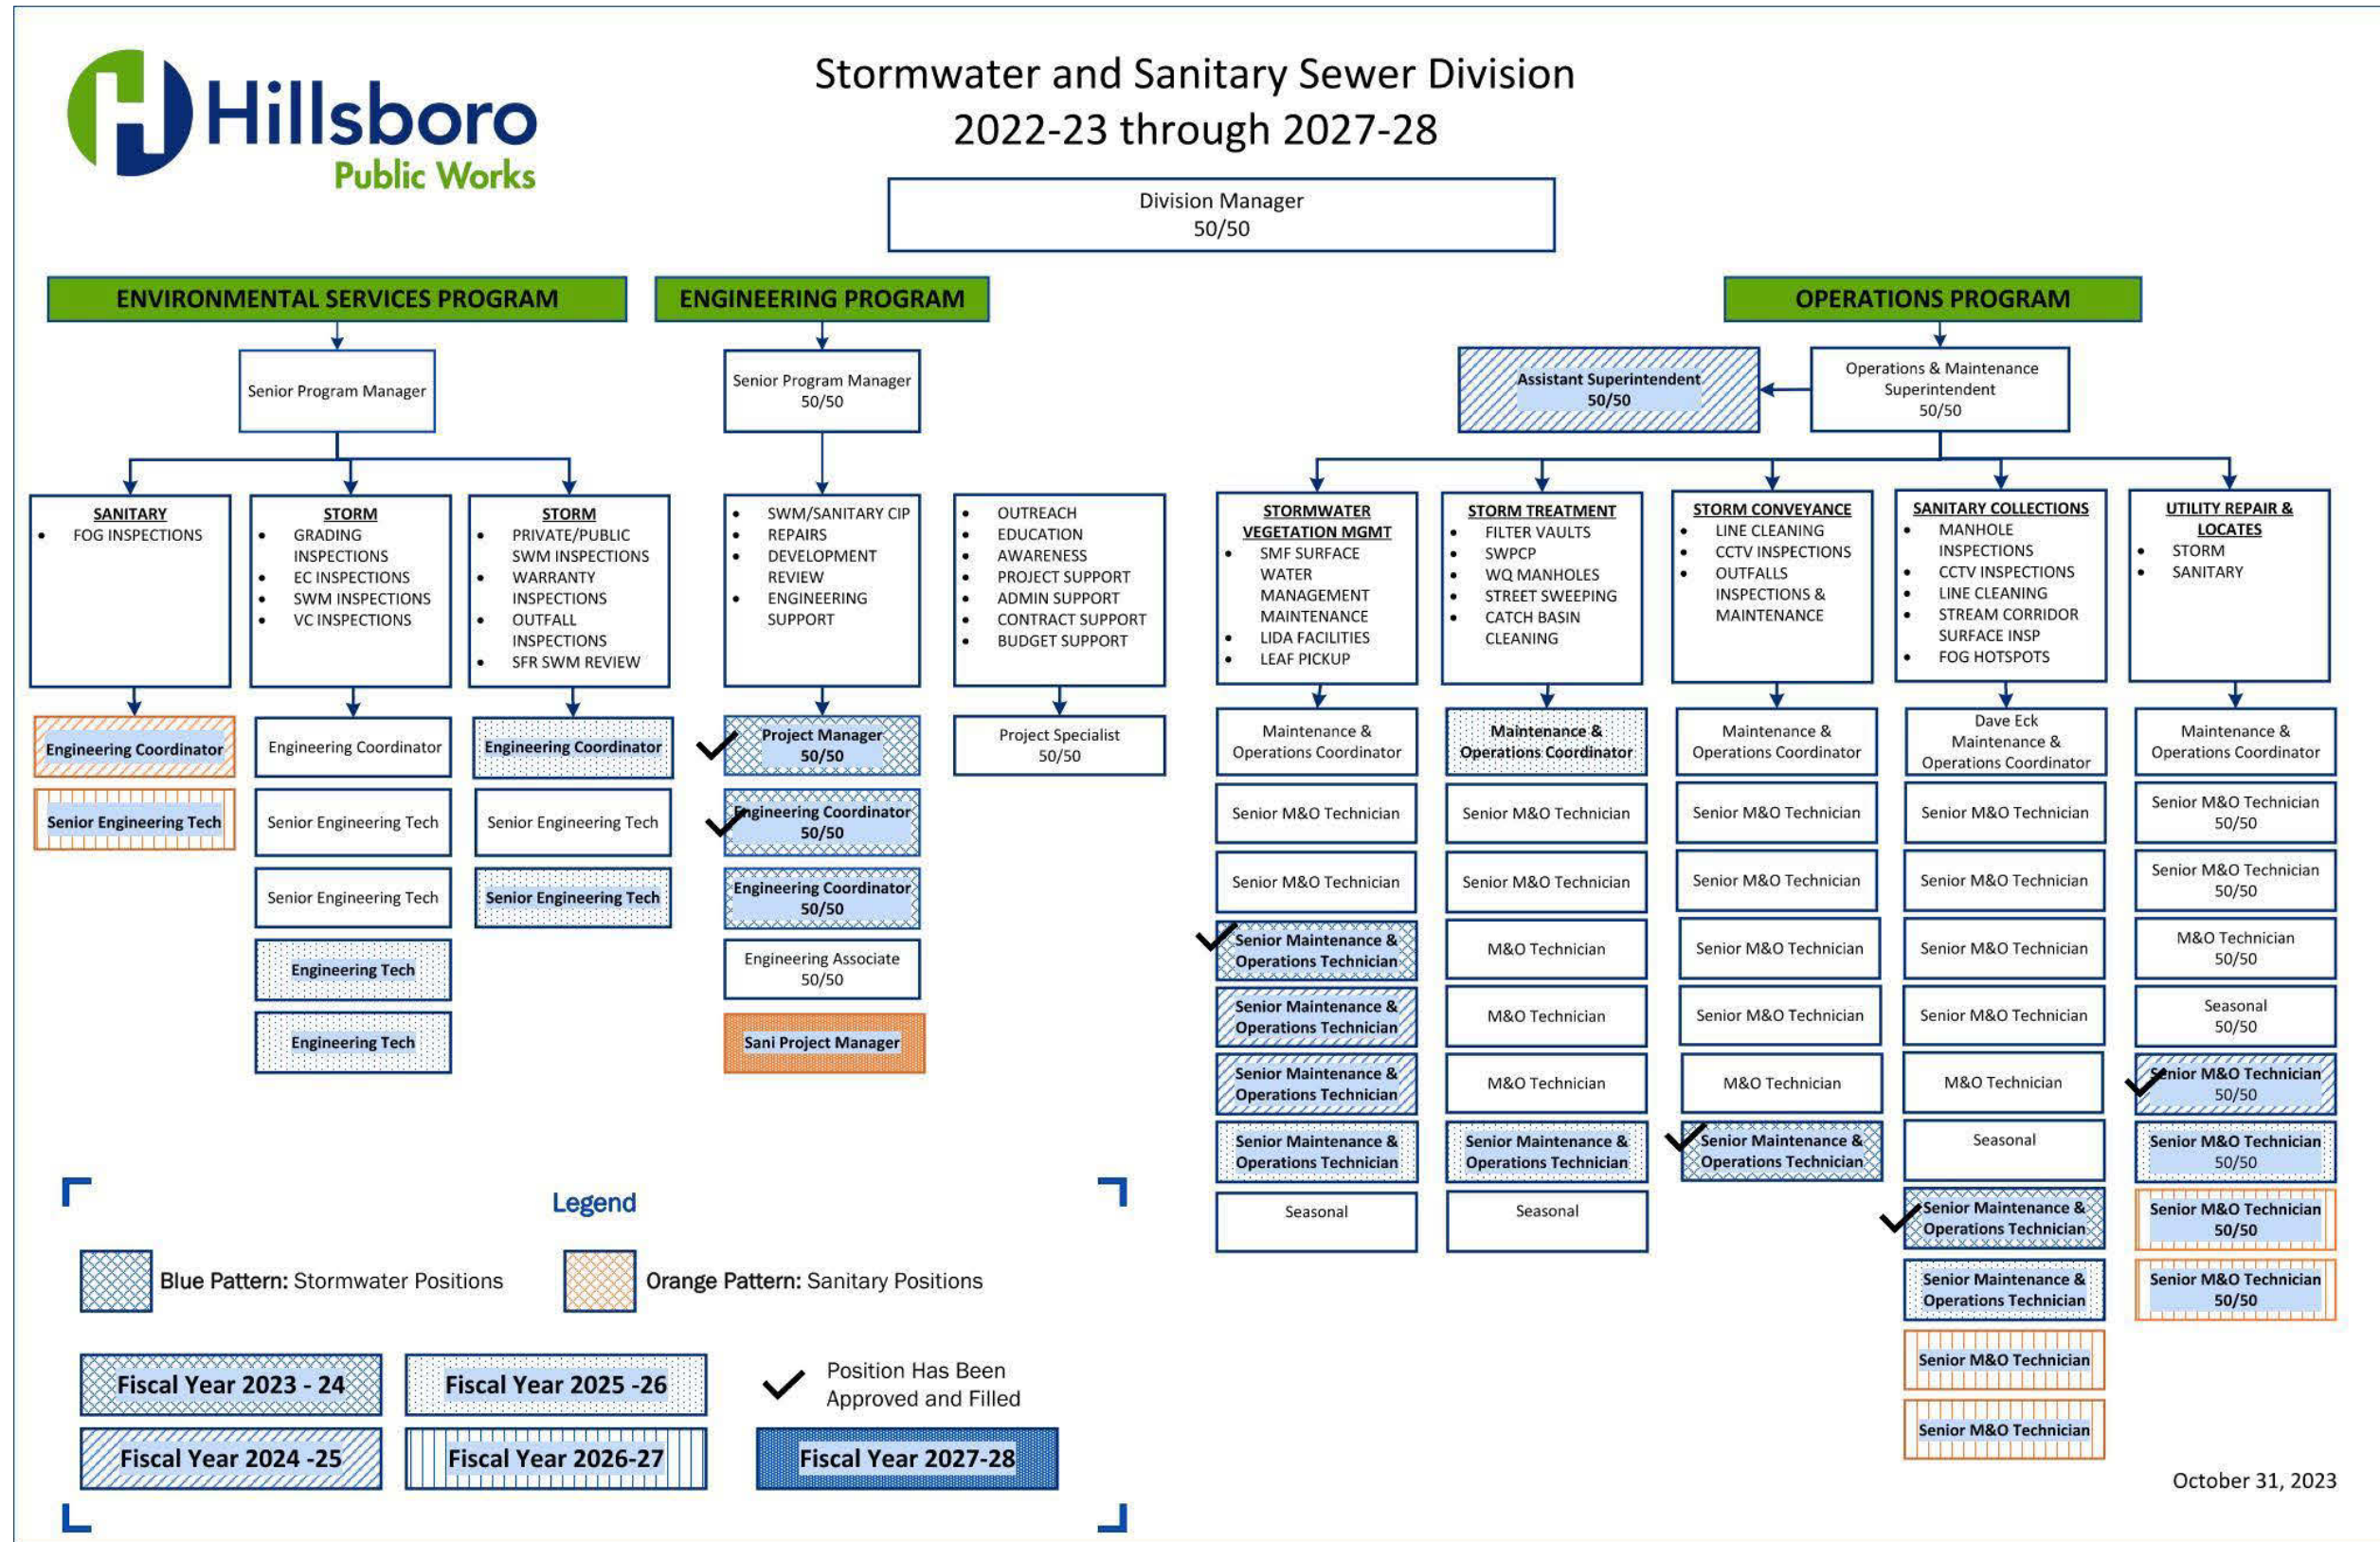 Hillsboro
Public Works
Stormwater and Sanitary Sewer Division
2022-23 through 2027-28
Division Manager
50/50
ENVIRONMENTAL SERVICES PROGRAM
Senior Program Manager
SANITARY
• FOG INSPECTIONS
Engineering Coordinator
Senior Engineering Tech
STORM
• GRADING
INSPECTIONS
• EC INSPECTIONS
• SWM INSPECTIONS
• VC INSPECTIONS
Engineering Coordinator
Senior Engineering Tech
Senior Engineering Tech
Engineering Tech
Engineering Tech
STORM
• PRIVATE/PUBLIC
SWM INSPECTIONS
• WARRANTY
INSPECTIONS
• OUTFALL
INSPECTIONS
• SFR SWM REVIEW
Engineering Coordinator
Senior Engineering Tech
Senior Engineering Tech
ENGINEERING PROGRAM
Senior Program Manager
50/50
• SWM/SANITARY CIP
• REPAIRS
• DEVELOPMENT
REVIEW
• ENGINEERING
SUPPORT
Project Manager
50/50
Engineering Coordinator
50/50
Engineering Coordinator
50/50
Engineering Associate
50/50
Sani Project Manager
• OUTREACH
• EDUCATION
• AWARENESS
• PROJECT SUPPORT
• ADMIN SUPPORT
• CONTRACT SUPPORT
• BUDGET SUPPORT
Project Specialist
50/50
OPERATIONS PROGRAM
Assistant Superintendent
50/50
Operations & Maintenance
Superintendent
50/50
STORMWATER
VEGETATION MGMT
• SMF SURFACE
WATER
MANAGEMENT
MAINTENANCE
• LIDA FACILITIES
• LEAF PICKUP
Maintenance &
Operations Coordinator
Senior M&O Technician
Senior M&O Technician
Senior Maintenance &
Operations Technician
Senior Maintenance &
Operations Technician
Senior Maintenance &
Operations Technician
Senior Maintenance &
Operations Technician
Seasonal
STORM TREATMENT
• FILTER VAULTS
• SWPCP
• WQ MANHOLES
• STREET SWEEPING
• CATCH BASIN
CLEANING
Maintenance &
Operations Coordinator
Senior M&O Technician
Senior M&O Technician
M&O Technician
M&O Technician
M&O Technician
Senior Maintenance &
Operations Technician
Seasonal
STORM CONVEYANCE
• LINE CLEANING
• CCTV INSPECTIONS
• OUTFALLS
INSPECTIONS &
MAINTENANCE
Maintenance &
Operations Coordinator
Senior M&O Technician
Senior M&O Technician
Senior M&O Technician
Senior M&O Technician
M&O Technician
Senior Maintenance &
Operations Technician
SANITARY COLLECTIONS
• MANHOLE
INSPECTIONS
• CCTV INSPECTIONS
• LINE CLEANING
• STREAM CORRIDOR
SURFACE INSP
• FOG HOTSPOTS
Dave Eck
Maintenance &
Operations Coordinator
Senior M&O Technician
Senior M&O Technician
Senior M&O Technician
Senior M&O Technician
M&O Technician
Seasonal
Senior Maintenance &
Operations Technician
Senior Maintenance &
Operations Technician
Senior M&O Technician
Senior M&O Technician
UTILITY REPAIR &
LOCATES
• STORM
• SANITARY
Maintenance &
Operations Coordinator
Senior M&O Technician
50/50
Senior M&O Technician
50/50
M&O Technician
50/50
Seasonal
50/50
Senior M&O Technician
50/50
Senior M&O Technician
50/50
Senior M&O Technician
50/50
Senior M&O Technician
50/50
Legend
Blue Pattern: Stormwater Positions
Orange Pattern: Sanitary Positions
Fiscal Year 2023 - 24
Fiscal Year 2025 -26
Position Has Been
Approved and Filled
Fiscal Year 2024 -25
Fiscal Year 2026-27
Fiscal Year 2027-28
October 31, 2023